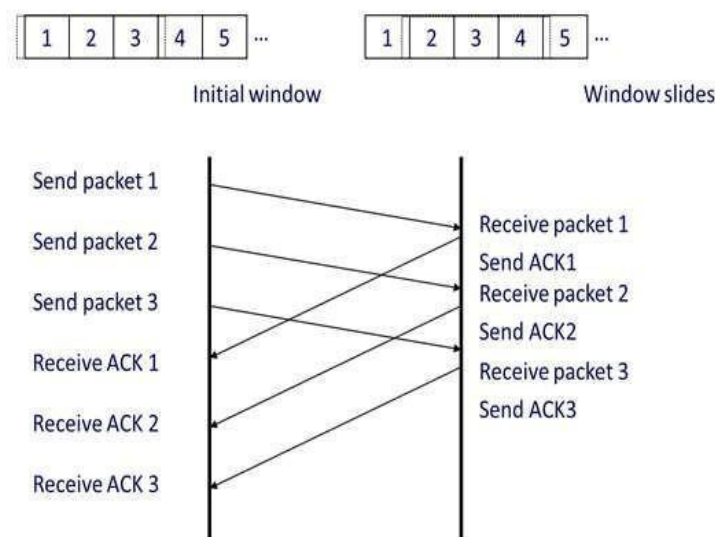 1 2 3 4 5 ...
1 2 3 4 5 ...
Initial window
Window slides
Send packet 1
Send packet 2
Send packet 3
Receive ACK 1
Receive ACK 2
Receive ACK 3
Receive packet 1
Send ACK1
Receive packet 2
Send ACK2
Receive packet 3
Send ACK3